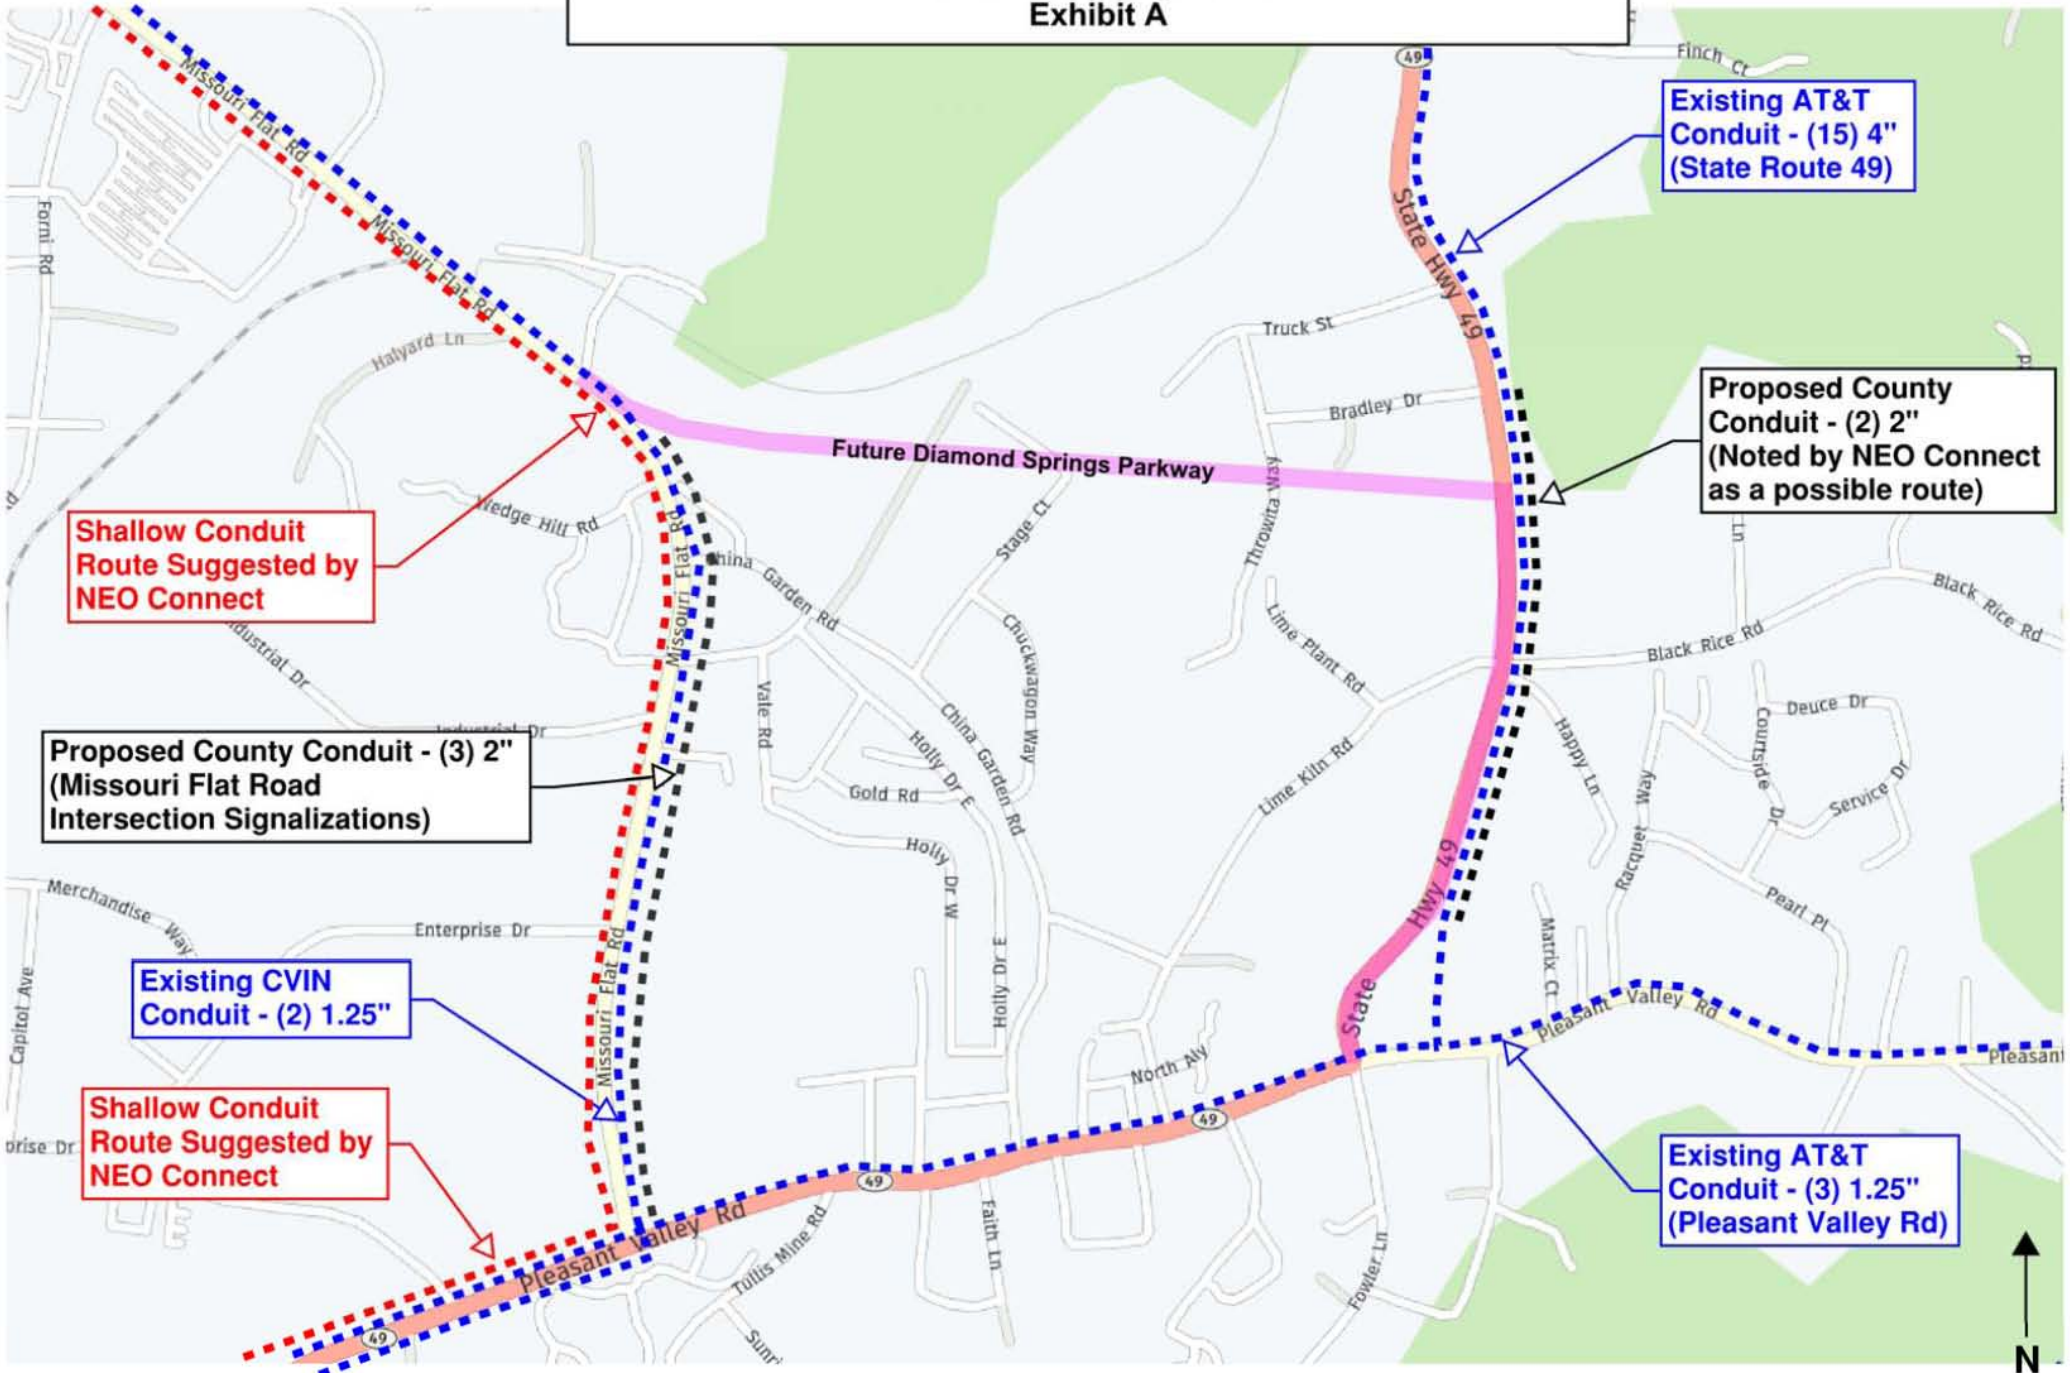 Exhibit A
49
Finch Ct
Existing AT&T
Conduit - (15) 4"
(State Route 49)
Missouri Flat Rd
Missouri Flat Rd
Forni Rd
State Hwy 49
Halyard Ln
Truck St
Bradley Dr
Proposed County
Conduit - (2) 2"
(Noted by NEO Connect
as a possible route)
Future Diamond Springs Parkway
Throwita Way
Stage Ct
Wedge Hill Rd
Shallow Conduit
Route Suggested by
NEO Connect
Missouri Flat Rd
China Garden Rd
Ln
Black Rice Rd
Black Rice Rd
Lime Plant Rd
Chuckwagon Way
Industrial Dr
Industrial Dr
Vate Rd
Holly Dr E
China Garden Rd
Deuce Dr
Courtside Dr
Happy Ln
Racquet Way
Service Dr
Lime Kiln Rd
Gold Rd
Proposed County Conduit - (3) 2"
(Missouri Flat Road
Intersection Signalizations)
Holly Dr W
Hwy 49
State
Pearl Pl
Matrix Ct
Merchandise Way
Enterprise Dr
Missouri Flat Rd
Holly Dr E
Capitol Ave
Existing CVIN
Conduit - (2) 1.25"
Missouri Flat Rd
Pleasant Valley Rd
Pleasant
North Aly
49
Shallow Conduit
Route Suggested by
NEO Connect
prise Dr
49
Existing AT&T
Conduit - (3) 1.25"
(Pleasant Valley Rd)
Pleasant Valley Rd
Tullis Mine Rd
Faith Ln
Fowler Ln
Sunri
49
N